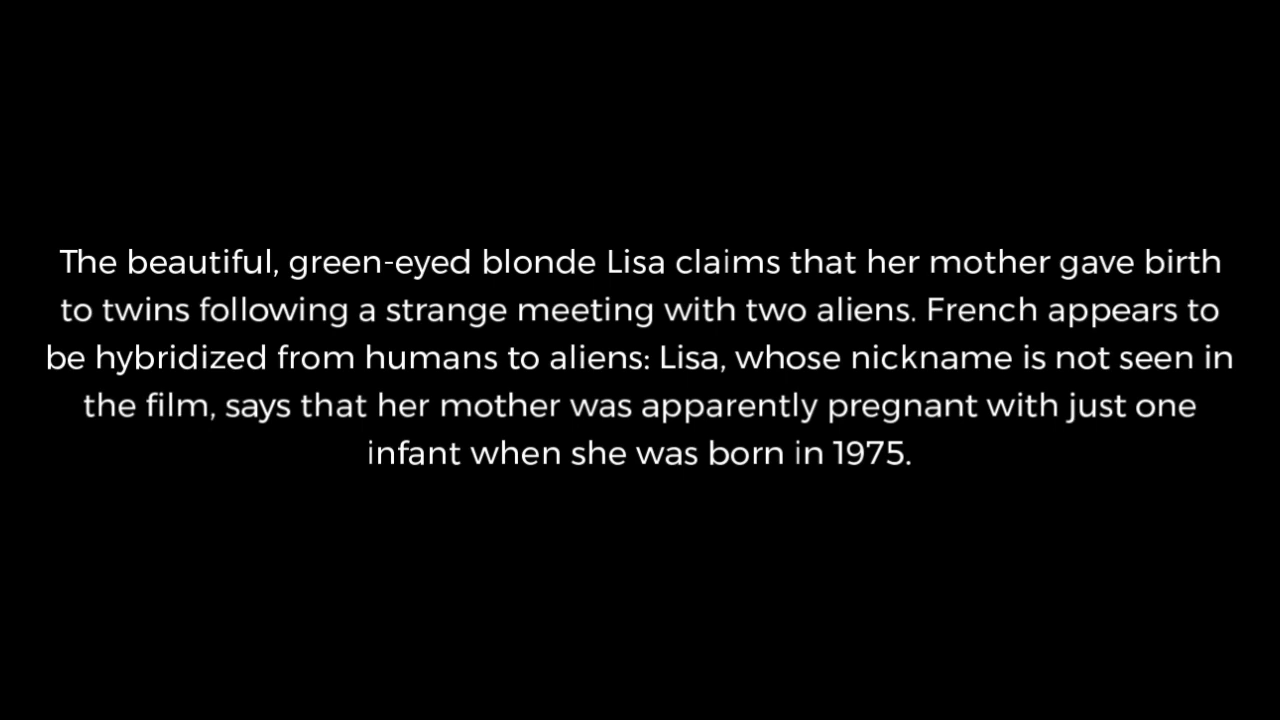 The beautiful, green-eyed blonde Lisa claims that her mother gave birth
to twins following a strange meeting with two aliens. French appears to
be hybridized from humans to aliens: Lisa, whose nickname is not seen in
the film, says that her mother was apparently pregnant with just one
infant when she was born in 1975.